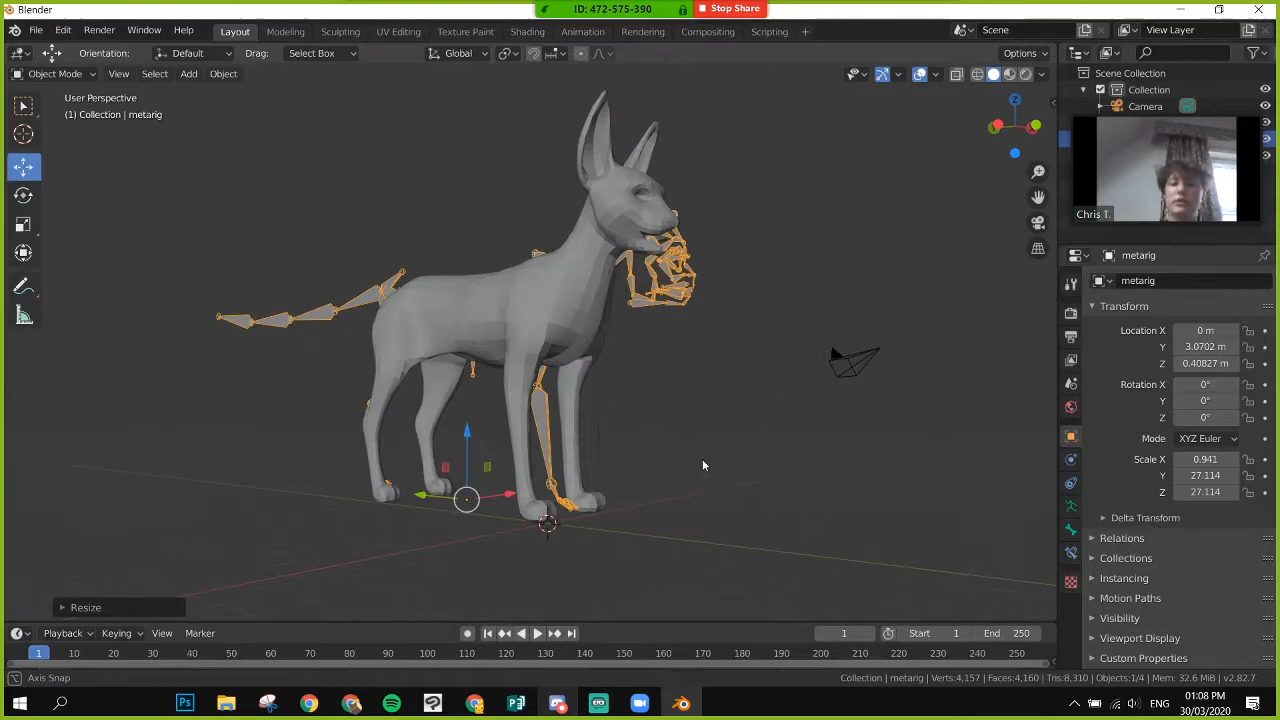 Blender
ID: 472-575-390
Stop Share
File Edit Render Window Help
Layout Modeling Sculpting UV Editing Texture Paint Shading Animation Rendering Compositing Scripting +
Scene
View Layer
Orientation: Default Drag: Select Box
Global
Options
Object Mode View Select Add Object
User Perspective
(1) Collection | metarig
Scene Collection
Collection
Camera
Chris T.
metarig
metarig
Transform
Location X 0 m
Y 3.0702 m
Z 0.40827 m
Rotation X 0°
Y 0°
Z 0°
Mode XYZ Euler
Scale X 0.941
Y 27.114
Z 27.114
Delta Transform
Relations
Collections
Instancing
Motion Paths
Visibility
Viewport Display
Custom Properties
Z
Resize
Playback Keying View Marker
1
Start 1 End 250
1 10 20 30 40 50 60 70 80 90 100 110 120 130 140 150 160 170 180 190 200 210 220 230 240 250
Axis Snap
Collection | metarig | Verts:4,157 | Faces:4,160 | Tris:8,310 | Objects:1/4 | Mem: 32.6 MiB | v2.82.7
Ps
ENG
01:08 PM
30/03/2020